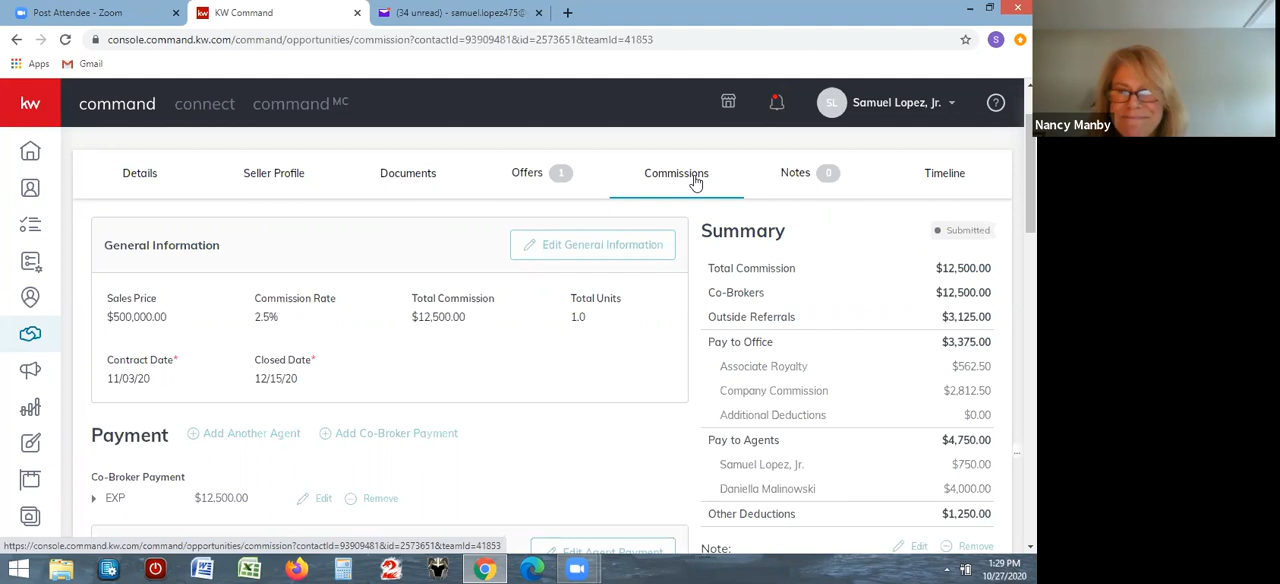 Post Attendee - Zoom
KW Command
(34 unread) - samuel.lopez475@
console.command.kw.com/command/opportunities/commission?contactId=93909481&id=2573651&teamId=41853
S
Apps
Gmail
kw
command
connect
command MC
SL
Samuel Lopez, Jr.
Nancy Manby
Details
Seller Profile
Documents
Offers 1
Commissions
Notes 0
Timeline
General Information
Edit General Information
Sales Price
Commission Rate
Total Commission
Total Units
$500,000.00
2.5%
$12,500.00
1.0
Contract Date*
Closed Date*
11/03/20
12/15/20
Payment
Add Another Agent
Add Co-Broker Payment
Co-Broker Payment
EXP $12,500.00 Edit Remove
Edit Agent Payment
Summary
Submitted
Total Commission $12,500.00
Co-Brokers $12,500.00
Outside Referrals $3,125.00
Pay to Office $3,375.00
Associate Royalty $562.50
Company Commission $2,812.50
Additional Deductions $0.00
Pay to Agents $4,750.00
Samuel Lopez, Jr. $750.00
Daniella Malinowski $4,000.00
Other Deductions $1,250.00
Note: Edit Remove
https://console.command.kw.com/command/opportunities/commission?contactId=93909481&id=2573651&teamId=41853
1:29 PM
10/27/2020